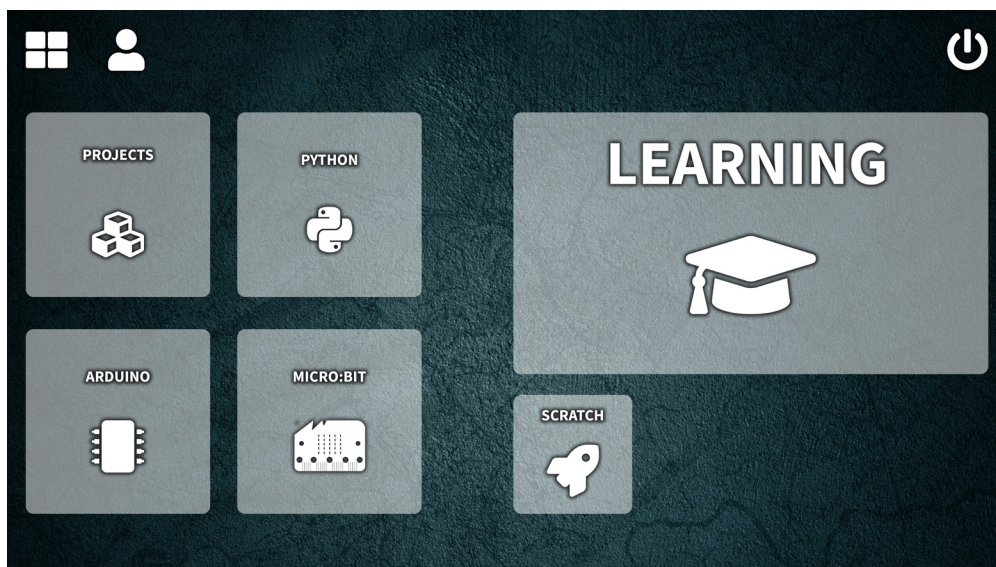 PROJECTS
PYTHON
LEARNING
ARDUINO
MICRO:BIT
SCRATCH